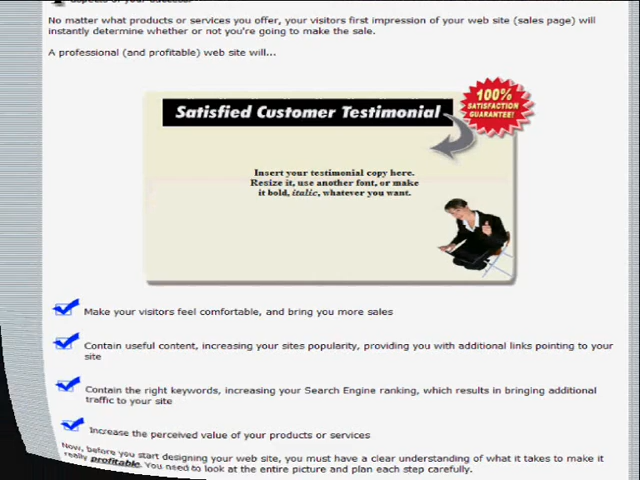 No matter what products or services you offer, your visitors first impression of your web site (sales page) will
instantly determine whether or not you're going to make the sale.
A professional (and profitable) web site will...
Satisfied Customer Testimonial
100%
SATISFACTION
GUARANTEE!
Insert your testimonial copy here.
Resize it, use another font, or make
it bold, italic, whatever you want.
Make your visitors feel comfortable, and bring you more sales
Contain useful content, increasing your sites popularity, providing you with additional links pointing to your
site
Contain the right keywords, increasing your Search Engine ranking, which results in bringing additional
traffic to your site
Increase the perceived value of your products or services
Now, before you start designing your web site, you must have a clear understanding of what it takes to make it
really profitable. You need to look at the entire picture and plan each step carefully.